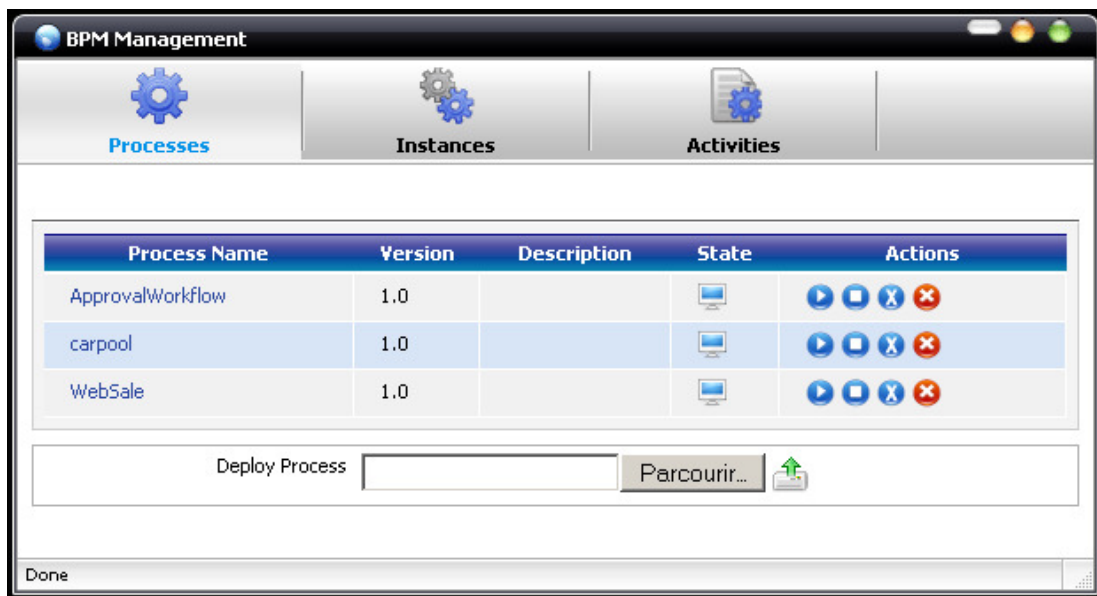 BPM Management
Processes Instances Activities
Process Name Version Description State Actions
ApprovalWorkflow 1.0
carpool 1.0
WebSale 1.0
Deploy Process Parcourir...
Done